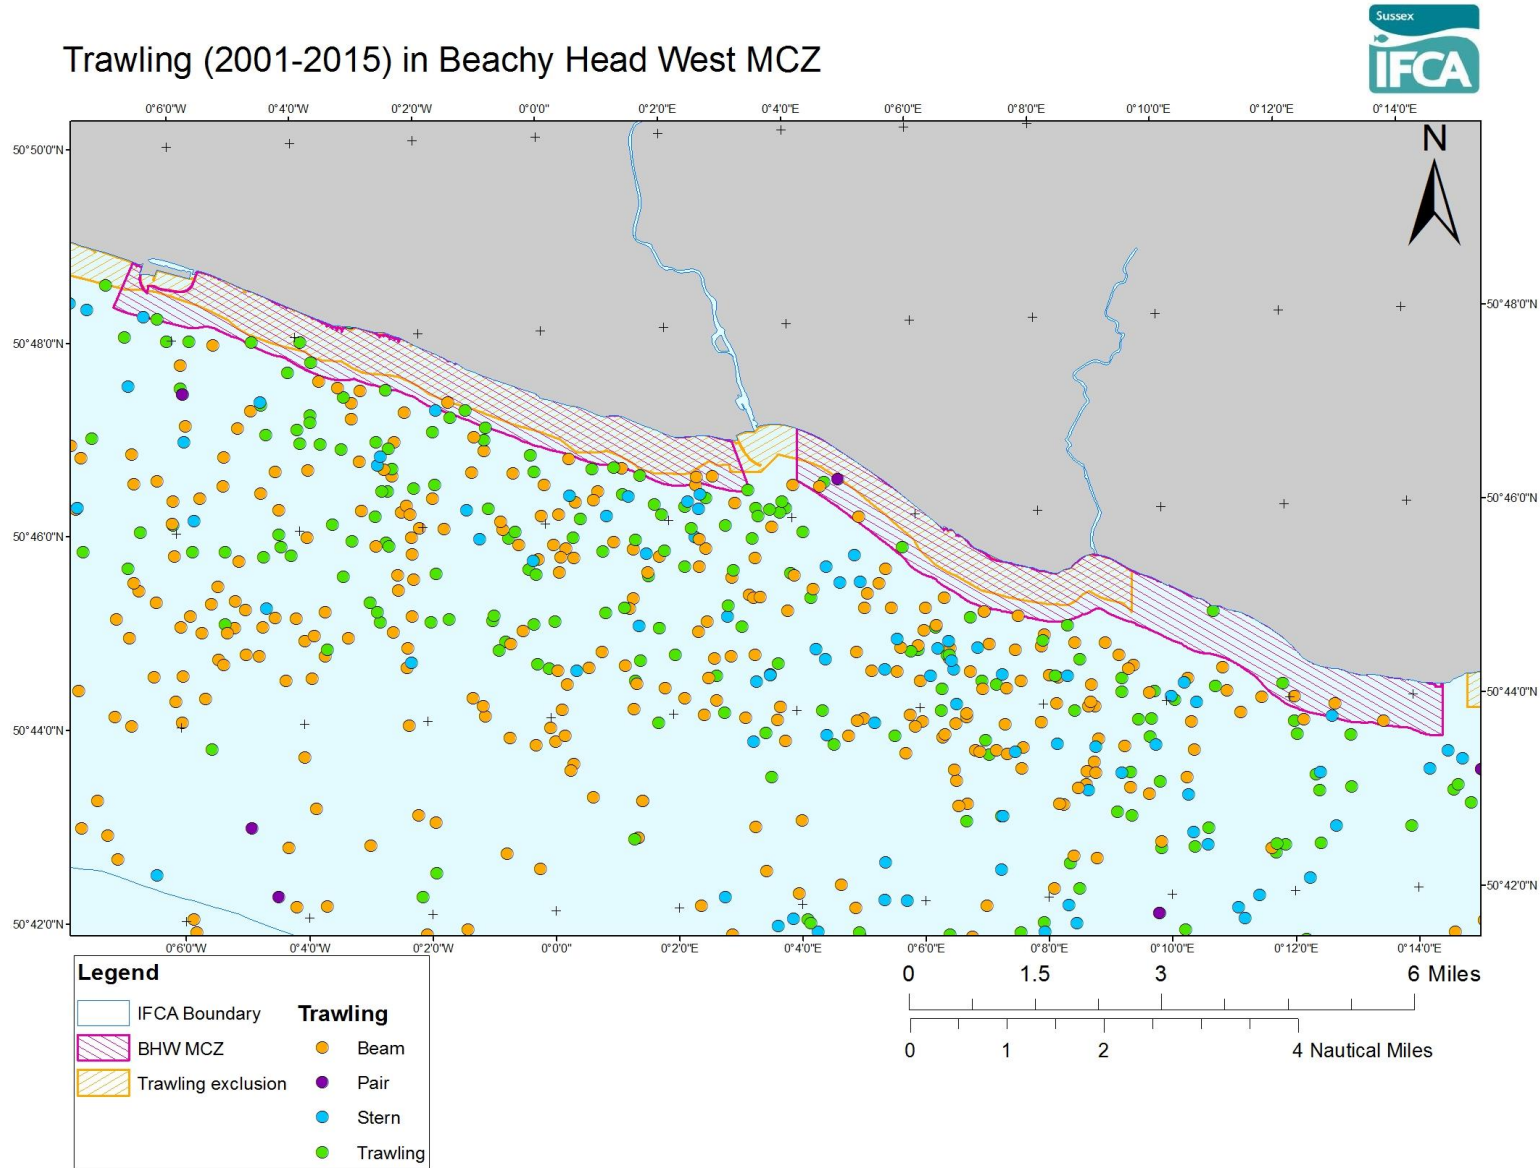 Sussex
IFCA
Trawling (2001-2015) in Beachy Head West MCZ
0°6'0"W 0°4'0"W 0°2'0"W 0°0'0" 0°2'0"E 0°4'0"E 0°6'0"E 0°8'0"E 0°10'0"E 0°12'0"E 0°14'0"E
N
50°50'0"N
50°48'0"N
50°48'0"N
50°46'0"N
50°46'0"N
50°44'0"N
50°44'0"N
50°42'0"N
50°42'0"N
0°6'0"W 0°4'0"W 0°2'0"W 0°0'0" 0°2'0"E 0°4'0"E 0°6'0"E 0°8'0"E 0°10'0"E 0°12'0"E 0°14'0"E
Legend
IFCA Boundary
BHW MCZ
Trawling exclusion
Trawling
Beam
Pair
Stern
Trawling
0 1.5 3 6 Miles
0 1 2 4 Nautical Miles